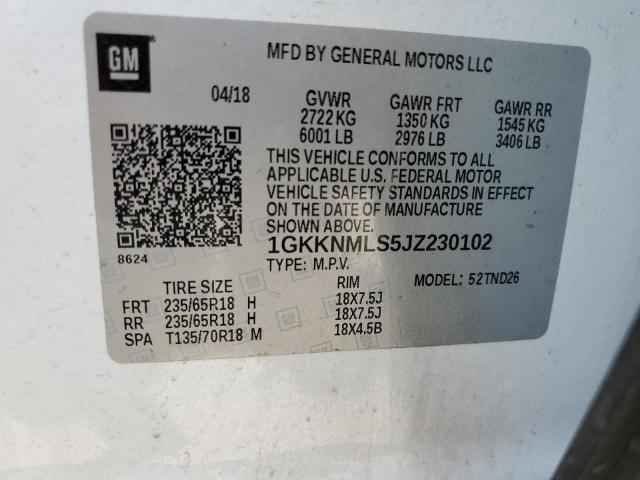 GM
MFD BY GENERAL MOTORS LLC
04/18 GVWR GAWR FRT GAWR RR
2722 KG 1350 KG 1545 KG
6001 LB 2976 LB 3406 LB
THIS VEHICLE CONFORMS TO ALL
APPLICABLE U.S. FEDERAL MOTOR
VEHICLE SAFETY STANDARDS IN EFFECT
ON THE DATE OF MANUFACTURE
SHOWN ABOVE.
8624
1GKKNMLS5JZ230102
TYPE: M.P.V. MODEL: 52TND26
TIRE SIZE RIM
FRT 235/65R18 H 18X7.5J
RR 235/65R18 H 18X7.5J
SPA T135/70R18 M 18X4.5B